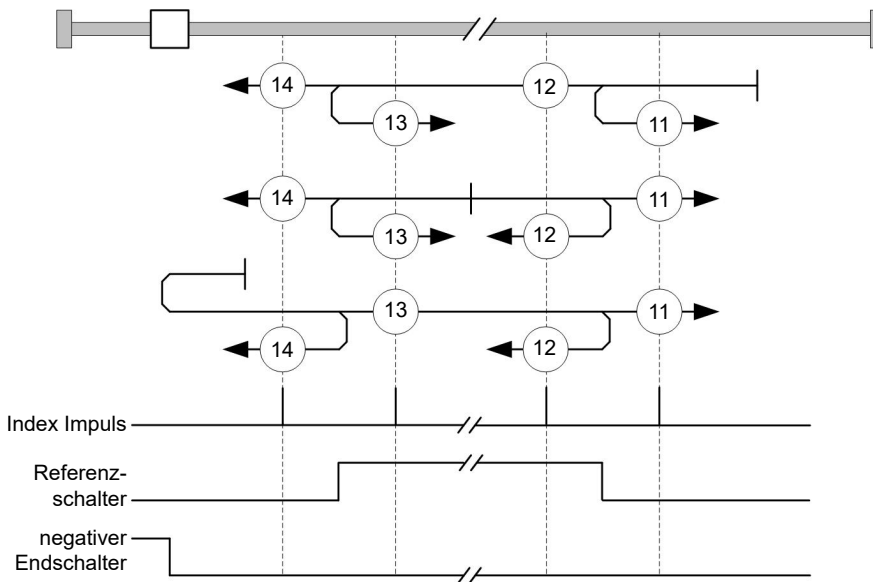 14
12
13
11
14
11
13
12
13
11
14
12
Index Impuls
Referenz-
schalter
negativer
Endschalter